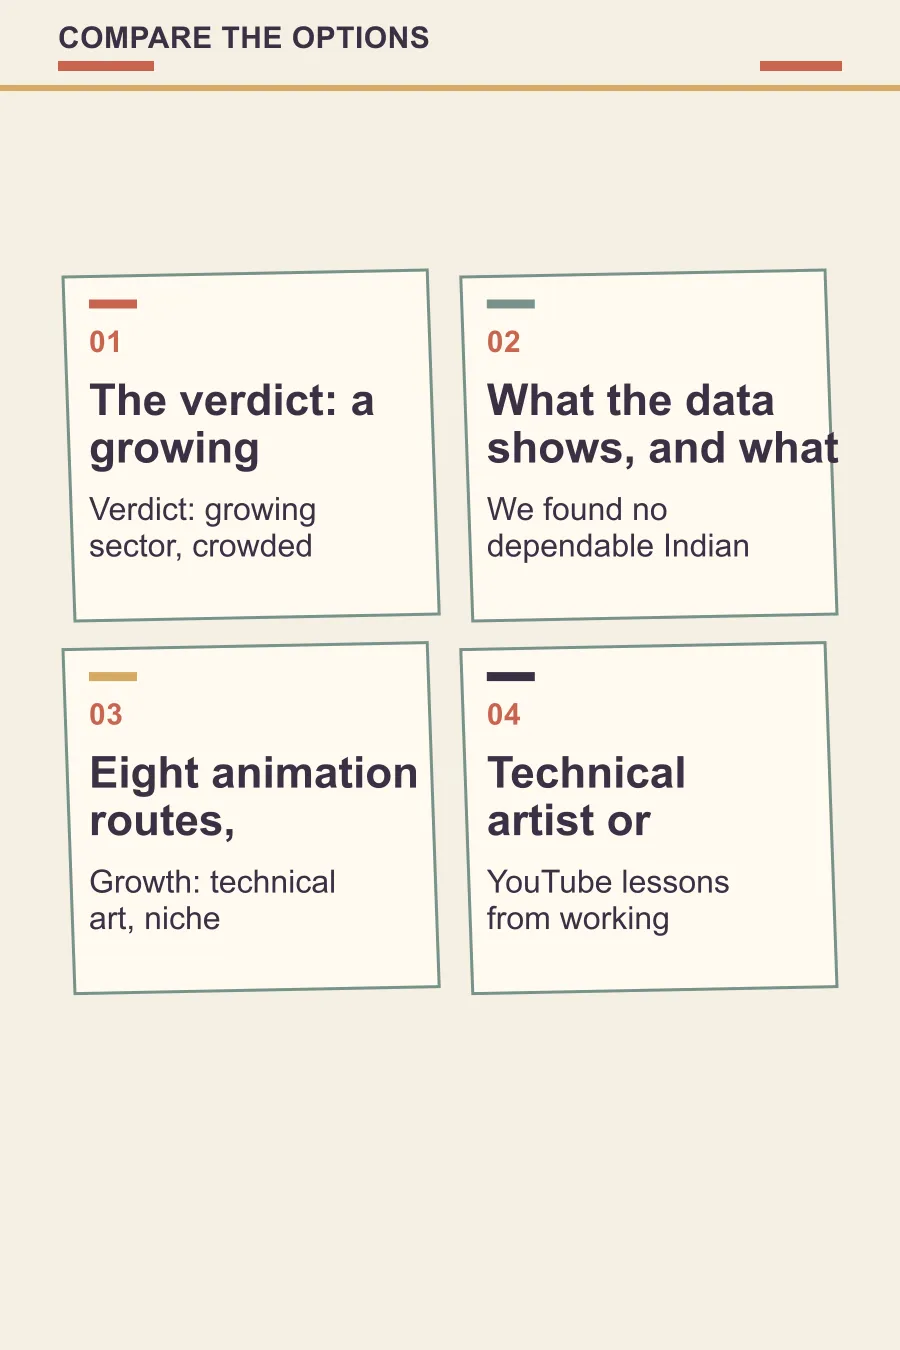 COMPARE THE OPTIONS
01
The verdict: a
growing
Verdict: growing
sector, crowded
02
What the data
shows, and what
We found no
dependable Indian
03
Eight animation
routes,
Growth: technical
art, niche
04
Technical
artist or
YouTube lessons
from working